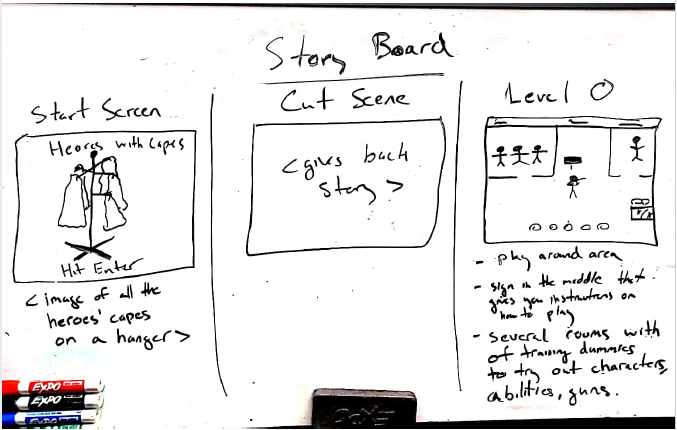 Story Board
Start Screen
Heores with Capes
Hit Enter
< image of all the
heroes' capes
on a hanger >
Cut Scene
< gives back
story >
Level 0
- play around area
- sign in the middle that
gives you instructions on
how to play
- several rooms with
of training dummies
to try out characters,
abilities, guns.
EXPO
EXPO
EXPO